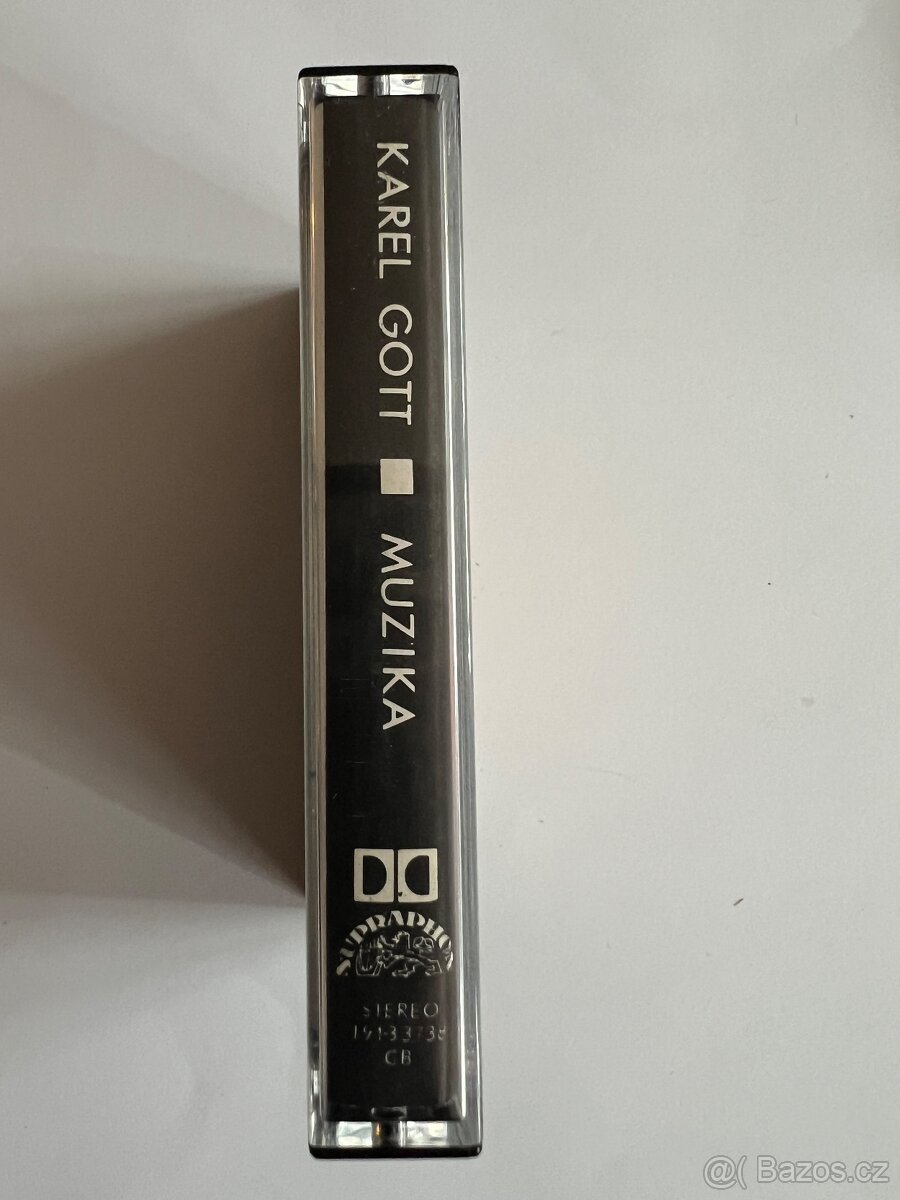 KAREL GOTT ■ MUZIKA
SUPRAPHON
STEREO
CB
@( Bazos.cz